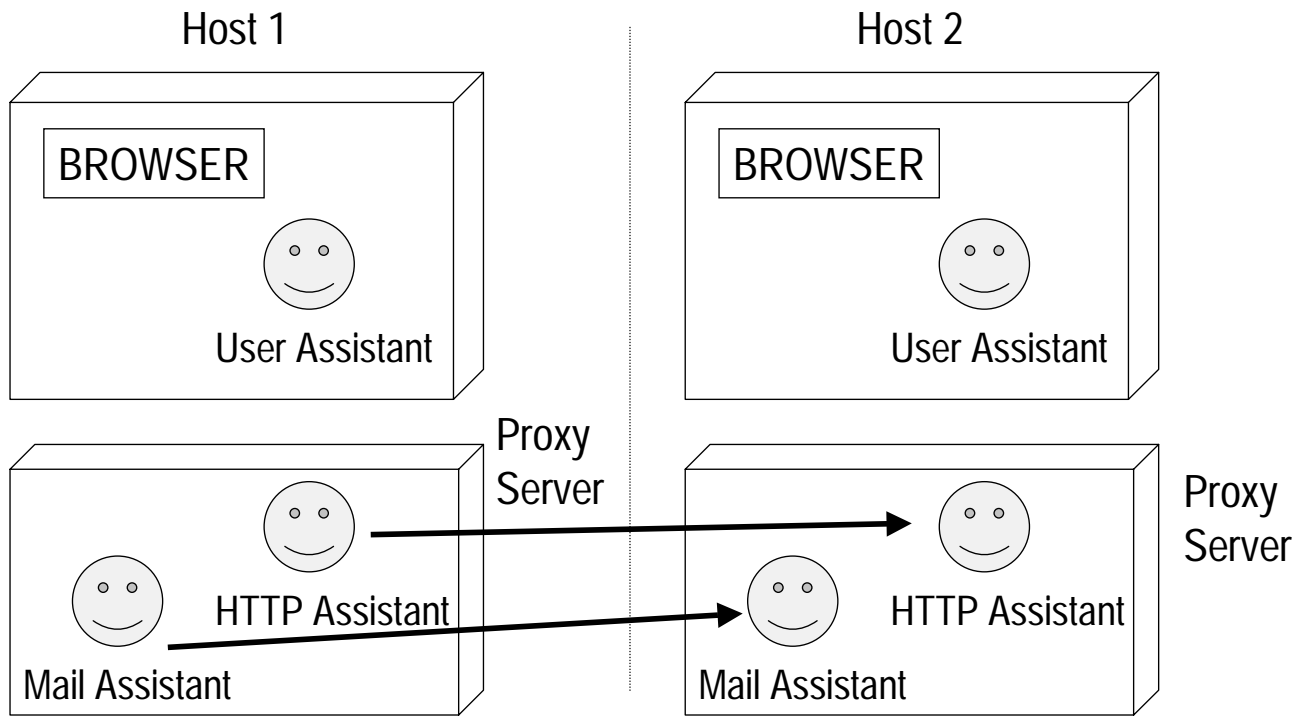 Host 1
Host 2
BROWSER
BROWSER
User Assistant
User Assistant
Proxy
Server
Proxy
Server
HTTP Assistant
HTTP Assistant
Mail Assistant
Mail Assistant